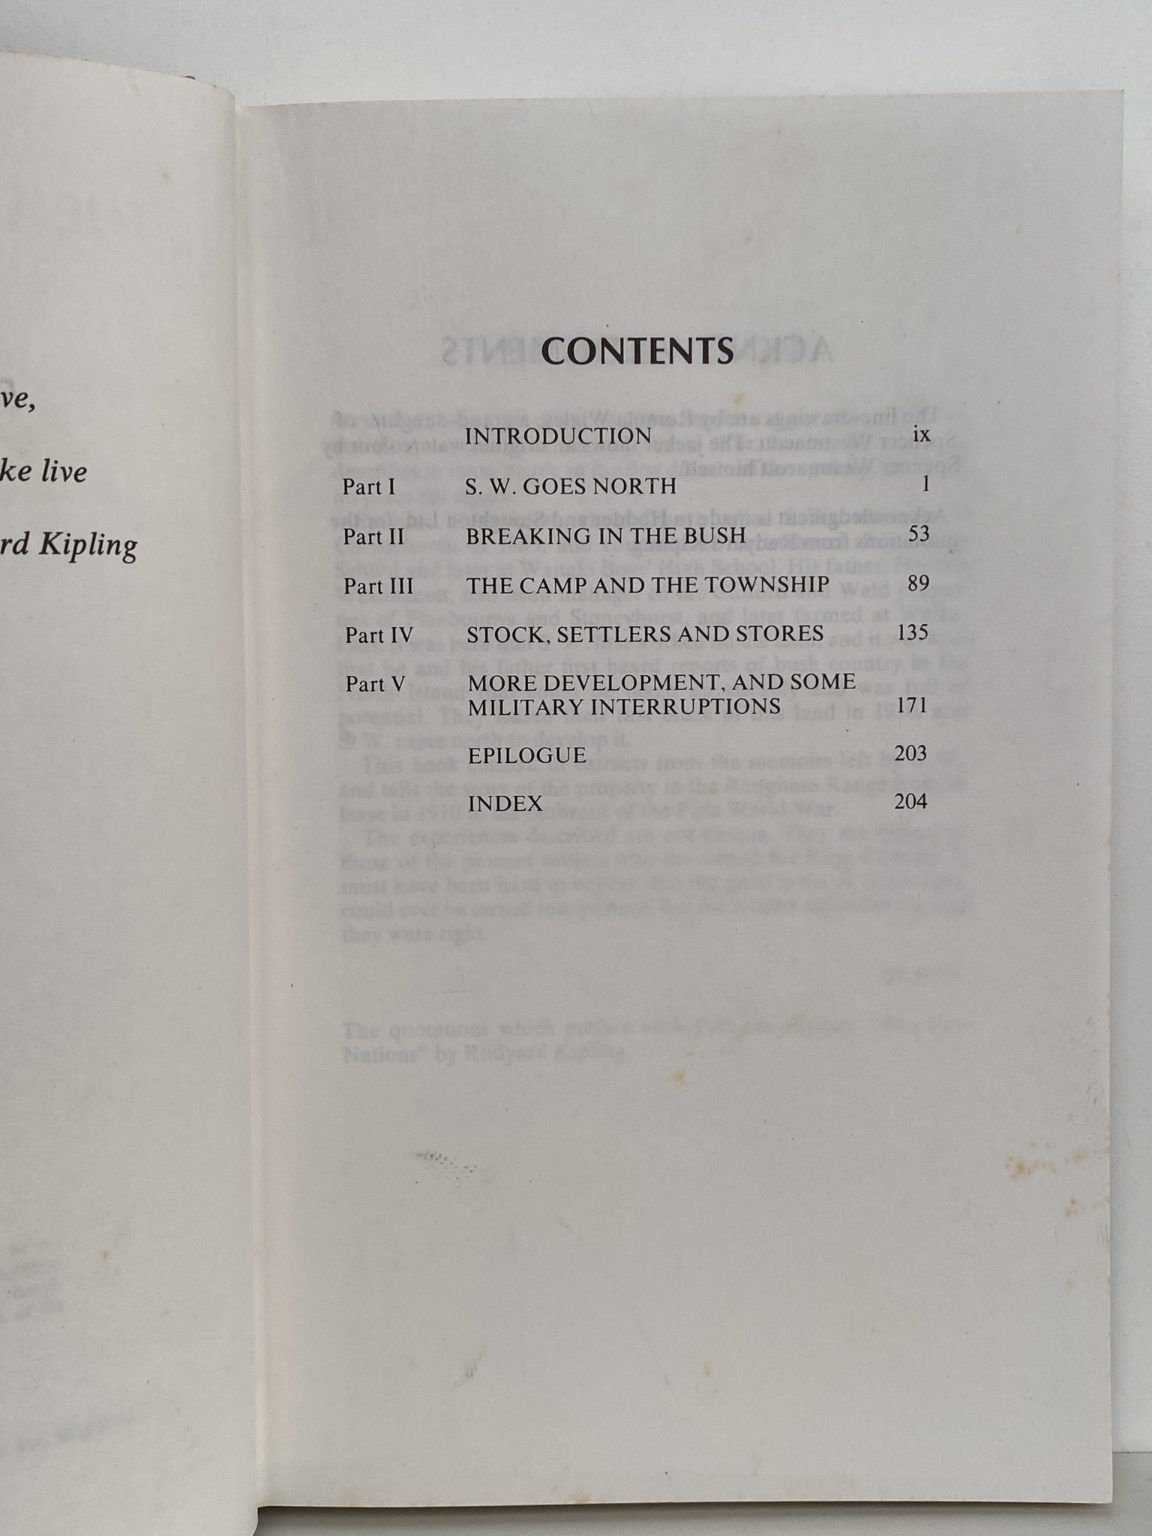 ve,
ke live
rd Kipling
CONTENTS
INTRODUCTION ix
Part I S. W. GOES NORTH 1
Part II BREAKING IN THE BUSH 53
Part III THE CAMP AND THE TOWNSHIP 89
Part IV STOCK, SETTLERS AND STORES 135
Part V MORE DEVELOPMENT, AND SOME
MILITARY INTERRUPTIONS 171
EPILOGUE 203
INDEX 204